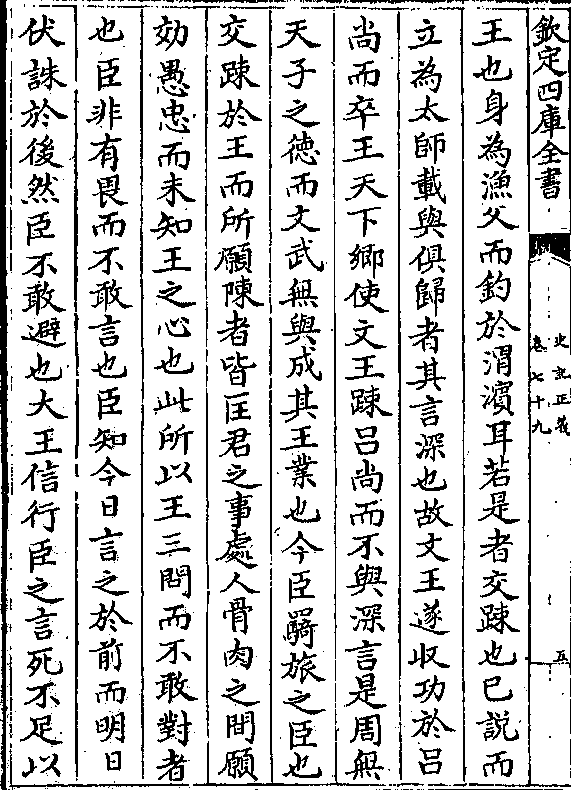 欽定四庫全書
史記正義
卷七十九
五
王也身為漁父而釣於渭濱耳若是者交踈也已說而
立為太師載與俱歸者其言深也故文王遂収功於吕
尚而卒王天下鄉使文王踈吕尚而不與深言是周無
天子之德而文武無與成其王業也今臣羇旅之臣也
交踈於王而所願陳者皆匡君之事處人骨肉之間願
効愚忠而未知王之心也此所以王三問而不敢對者
也臣非有畏而不敢言也臣知今日言之於前而明日
伏誅於後然臣不敢避也大王信行臣之言死不足以